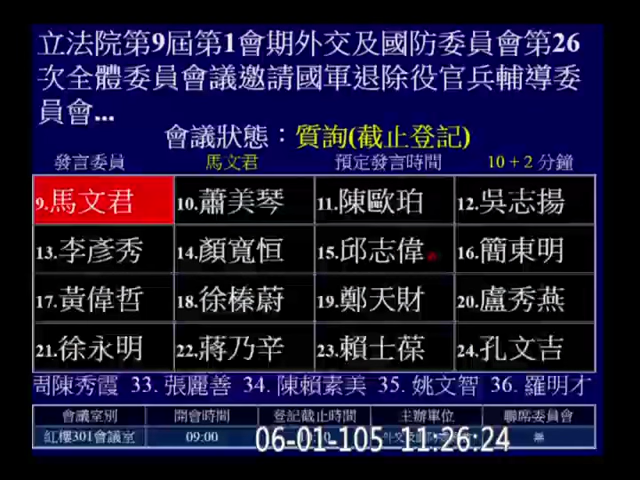 立法院第9屆第1會期外交及國防委員會第26
次全體委員會議邀請國軍退除役官兵輔導委
員會...
會議狀態：質詢(截止登記)
發言委員 馬文君 預定發言時間 10 + 2 分鐘
9.馬文君 10.蕭美琴 11.陳歐珀 12.吳志揚
13.李彥秀 14.顏寬恒 15.邱志偉 16.簡東明
17.黃偉哲 18.徐榛蔚 19.鄭天財 20.盧秀燕
21.徐永明 22.蔣乃辛 23.賴士葆 24.孔文吉
周陳秀霞 33. 張麗善 34. 陳賴素美 35. 姚文智 36. 羅明才
會議室別 開會時間 登記截止時間 主辦單位 聯席委員會
紅樓301會議室 09:00 無
06-01-105 11:26:24